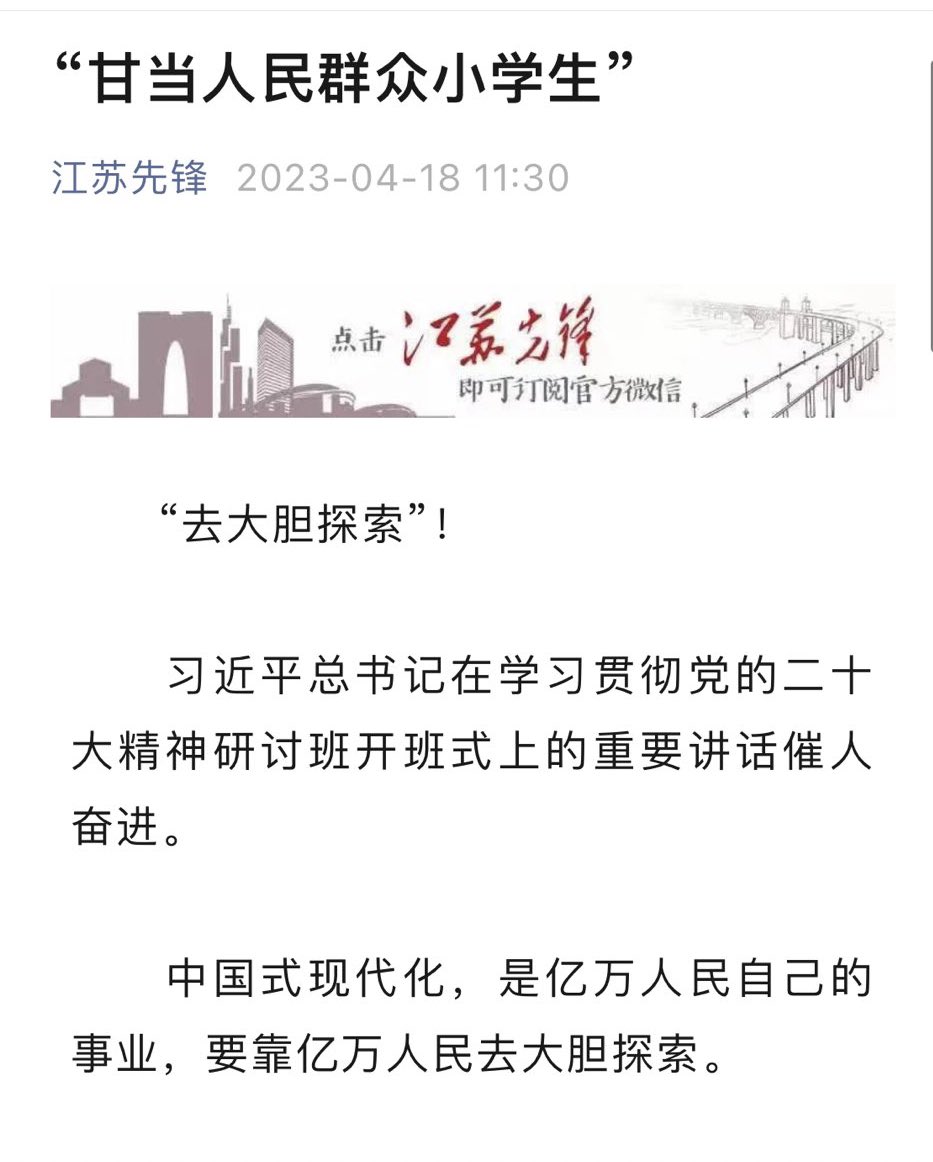 “甘当人民群众小学生”
江苏先锋 2023-04-18 11:30
点击 江苏先锋
即可订阅官方微信
“去大胆探索”！
习近平总书记在学习贯彻党的二十
大精神研讨班开班式上的重要讲话催人
奋进。
中国式现代化，是亿万人民自己的
事业，要靠亿万人民去大胆探索。